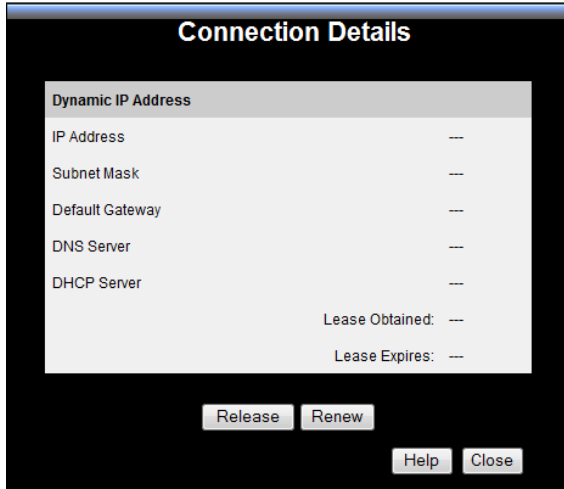 Connection Details
Dynamic IP Address
IP Address ---
Subnet Mask ---
Default Gateway ---
DNS Server ---
DHCP Server ---
Lease Obtained: ---
Lease Expires: ---
Release Renew
Help Close